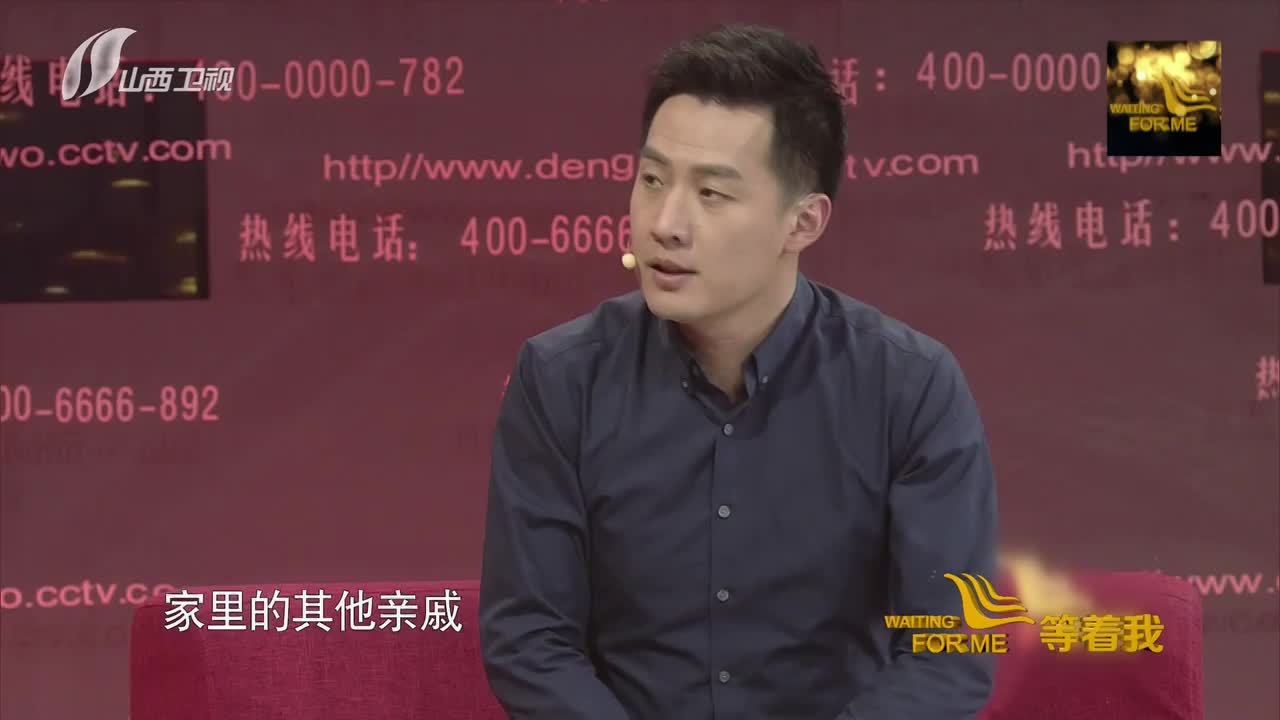 山西卫视
线电话：400-0000-782
话：400-0000
WAITING
FOR ME
wo.cctv.com
http//www.deng
tv.com
http//www.
热线电话：400-6666
热线电话：400
00-6666-892
热
o.cctv.co
//www.
家里的其他亲戚
WAITING
FOR ME
等着我